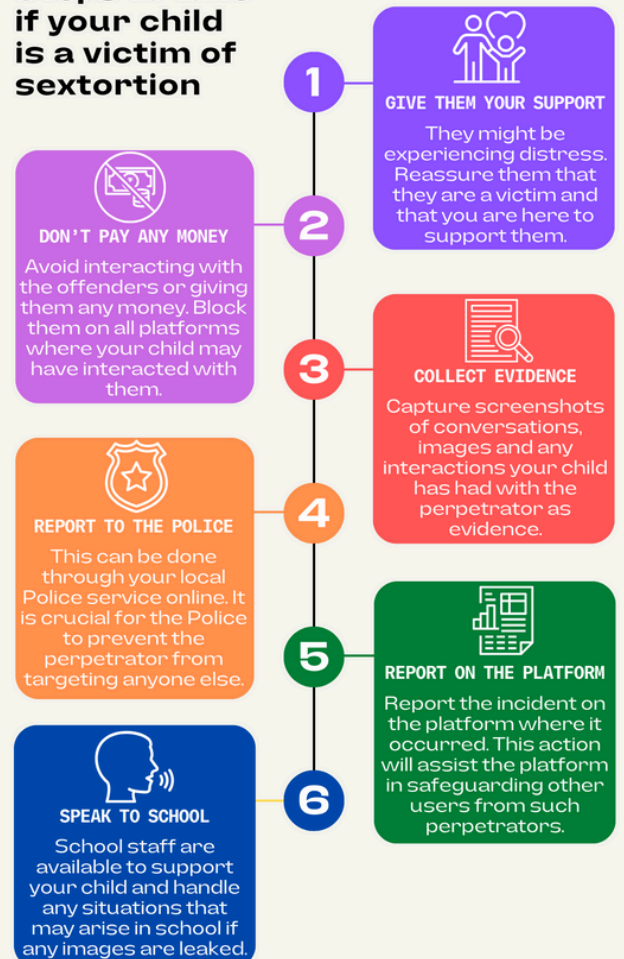 if your child
is a victim of
sextortion
1
GIVE THEM YOUR SUPPORT
They might be
experiencing distress.
Reassure them that
they are a victim and
that you are here to
support them.
2
DON'T PAY ANY MONEY
Avoid interacting with
the offenders or giving
them any money. Block
them on all platforms
where your child may
have interacted with
them.
3
COLLECT EVIDENCE
Capture screenshots
of conversations,
images and any
interactions your child
has had with the
perpetrator as
evidence.
4
REPORT TO THE POLICE
This can be done
through your local
Police service online. It
is crucial for the Police
to prevent the
perpetrator from
targeting anyone else.
5
REPORT ON THE PLATFORM
Report the incident on
the platform where it
occurred. This action
will assist the platform
in safeguarding other
users from such
perpetrators.
6
SPEAK TO SCHOOL
School staff are
available to support
your child and handle
any situations that
may arise in school if
any images are leaked.